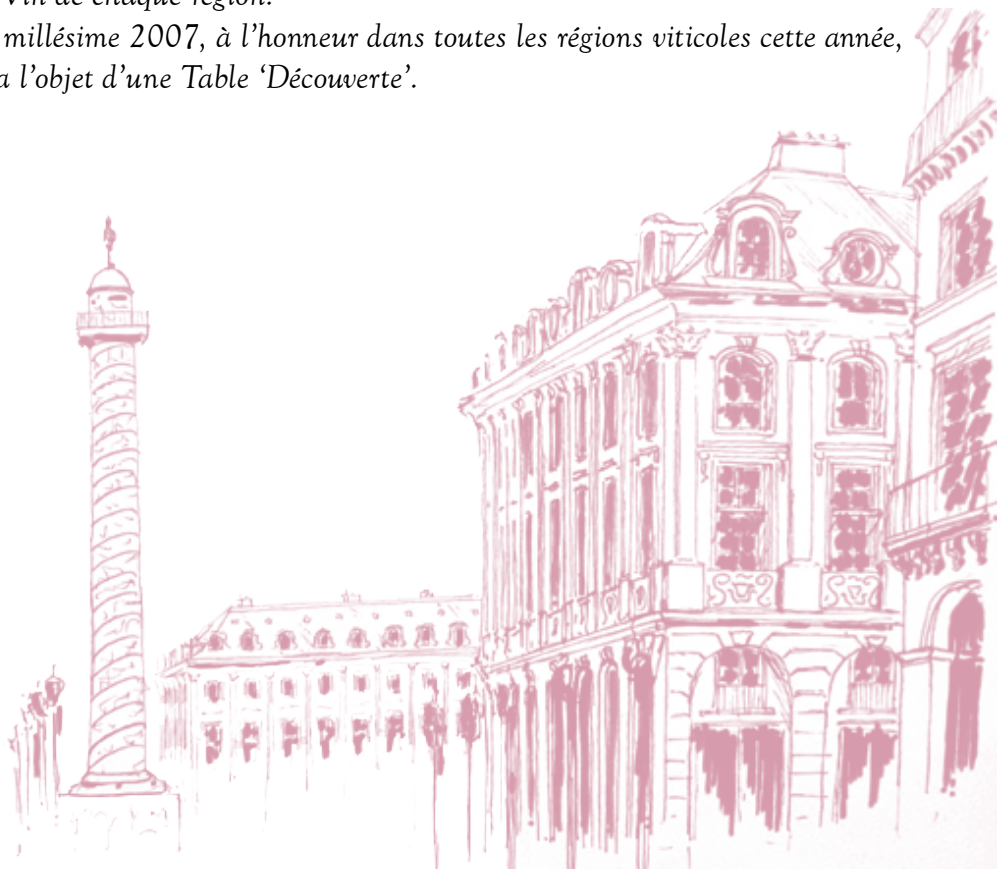 Vin de chaque région.
millésime 2007, à l’honneur dans toutes les régions viticoles cette année,
a l’objet d’une Table ‘Découverte’.